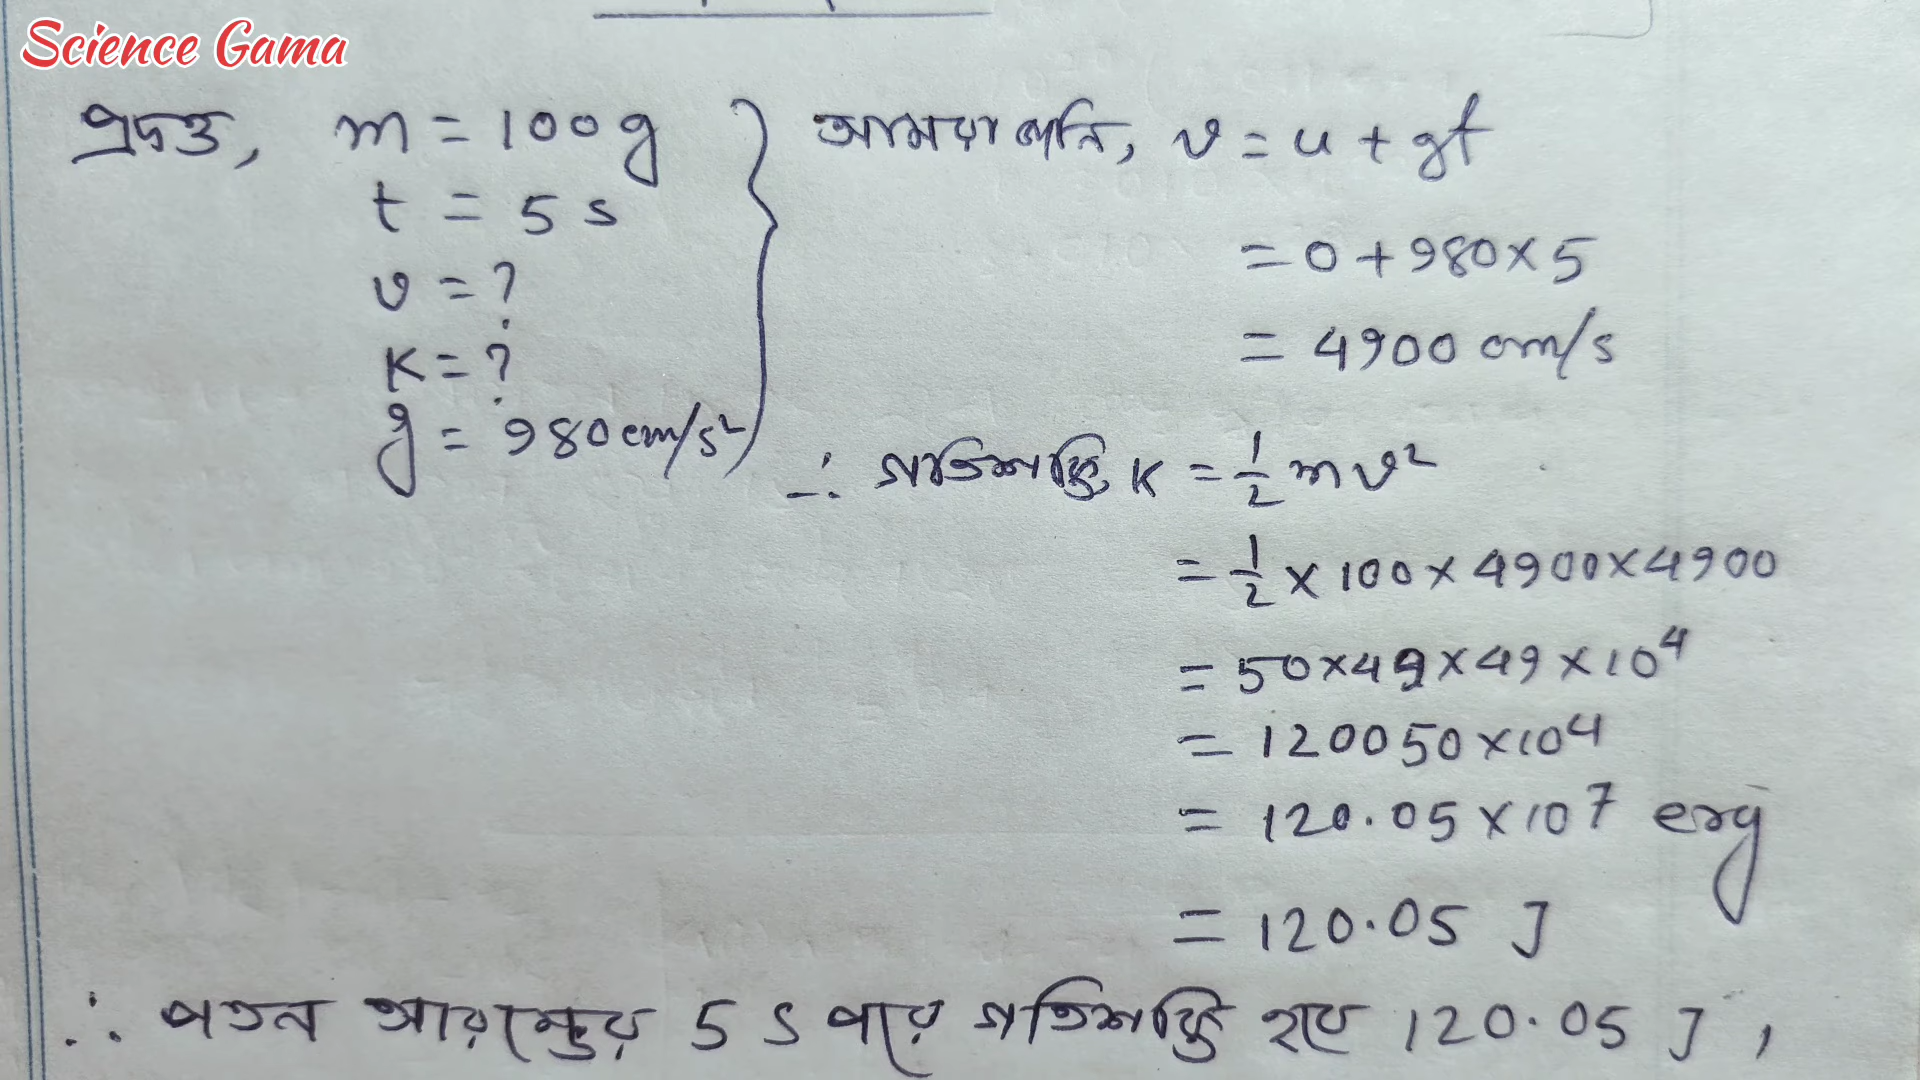 Science Gama
প্রদত্ত, m = 100 g
t = 5 s
v = ?
K = ?
g = 980 cm/s²
আমরা জানি, v = u + gt
= 0 + 980 × 5
= 4900 cm/s
∴ গতিশক্তি, K = 1/2 mv²
= 1/2 × 100 × 4900 × 4900
= 50 × 49 × 49 × 10⁴
= 120050 × 10⁴
= 120.05 × 10⁷ erg
= 120.05 J
∴ পতন আরম্ভের 5 s পরে গতিশক্তি হবে 120.05 J ,